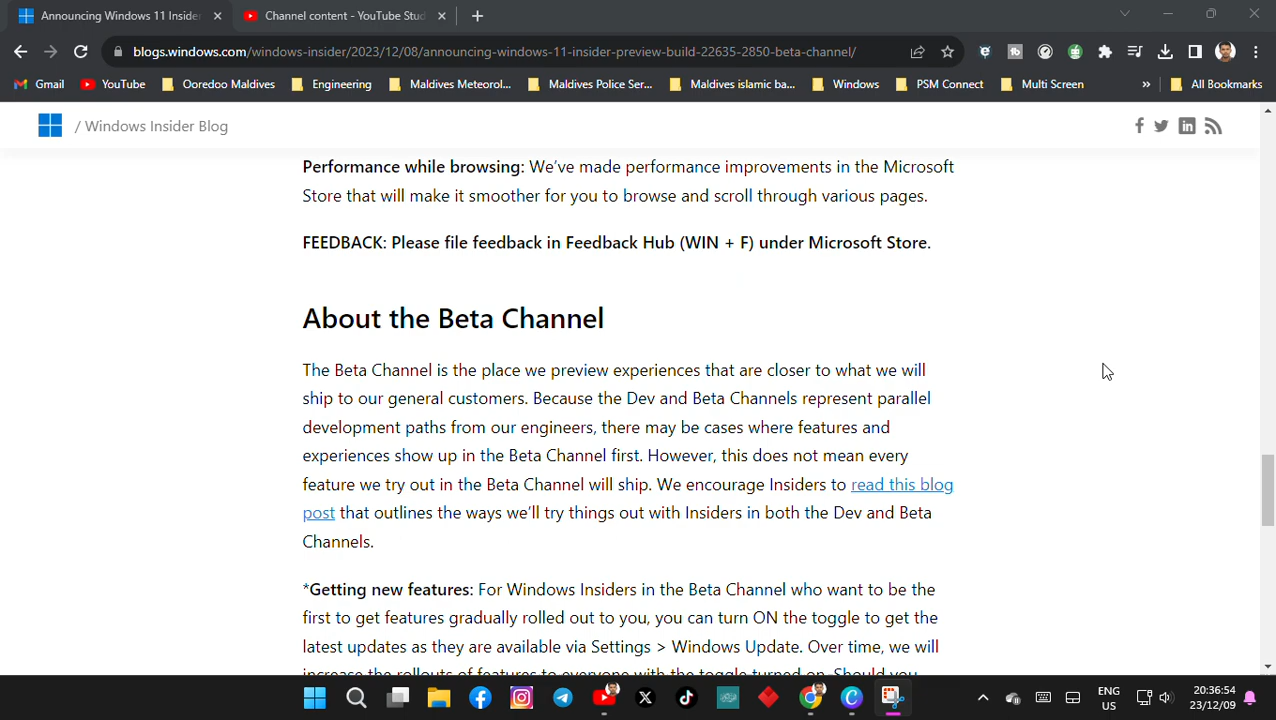 Announcing Windows 11 Insider
Channel content - YouTube Stud
blogs.windows.com/windows-insider/2023/12/08/announcing-windows-11-insider-preview-build-22635-2850-beta-channel/
Gmail YouTube Ooredoo Maldives Engineering Maldives Meteorol... Maldives Police Ser... Maldives islamic ba... Windows PSM Connect Multi Screen » All Bookmarks
/ Windows Insider Blog
Performance while browsing: We've made performance improvements in the Microsoft
Store that will make it smoother for you to browse and scroll through various pages.
FEEDBACK: Please file feedback in Feedback Hub (WIN + F) under Microsoft Store.
About the Beta Channel
The Beta Channel is the place we preview experiences that are closer to what we will
ship to our general customers. Because the Dev and Beta Channels represent parallel
development paths from our engineers, there may be cases where features and
experiences show up in the Beta Channel first. However, this does not mean every
feature we try out in the Beta Channel will ship. We encourage Insiders to read this blog
post that outlines the ways we'll try things out with Insiders in both the Dev and Beta
Channels.
*Getting new features: For Windows Insiders in the Beta Channel who want to be the
first to get features gradually rolled out to you, you can turn ON the toggle to get the
latest updates as they are available via Settings > Windows Update. Over time, we will
increase the rollouts of features to everyone with the toggle turned on. Should you
ENG
US
20:36:54
23/12/09